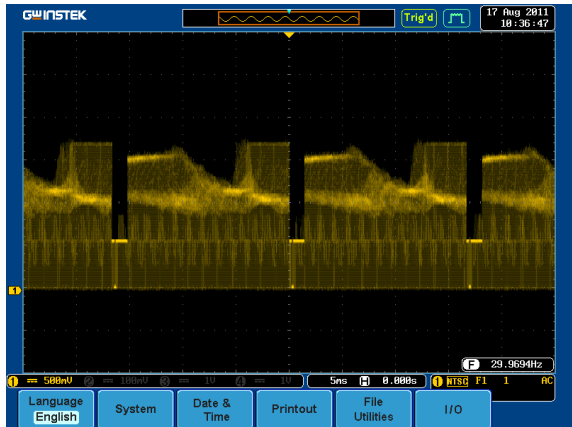 GWINSTEK
Trig'd
17 Aug 2011
10:36:47
1
F 29.9694Hz
1 500mV 2 100mV 3 1V 4 1V 5ms H 0.000s 1 NTSC F1 1 AC
Language
English
System
Date &
Time
Printout
File
Utilities
I/O